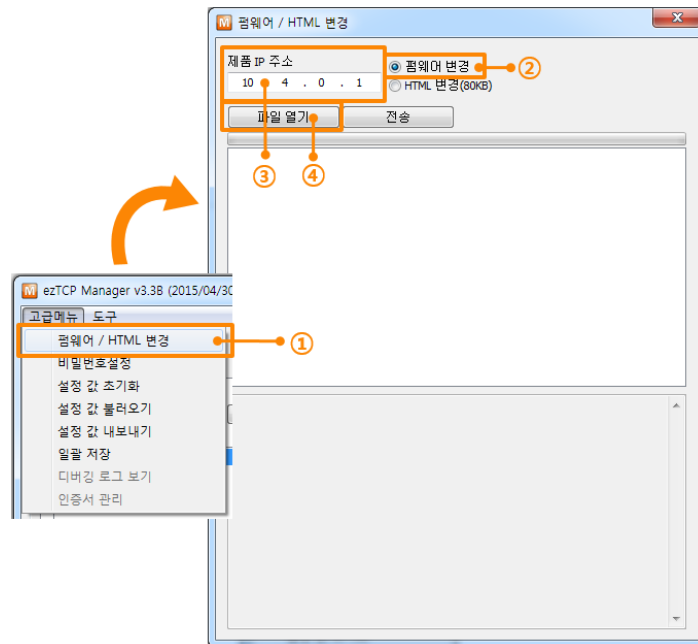 M 펌웨어 / HTML 변경
x
제품 IP 주소
10 . 4 . 0 . 1
펌웨어 변경
②
HTML 변경(80KB)
파일 열기
전송
③
④
M ezTCP Manager v3.3B (2015/04/30
고급메뉴 도구
펌웨어 / HTML 변경
①
비밀번호설정
설정 값 초기화
설정 값 불러오기
설정 값 내보내기
일괄 저장
디버깅 로그 보기
인증서 관리